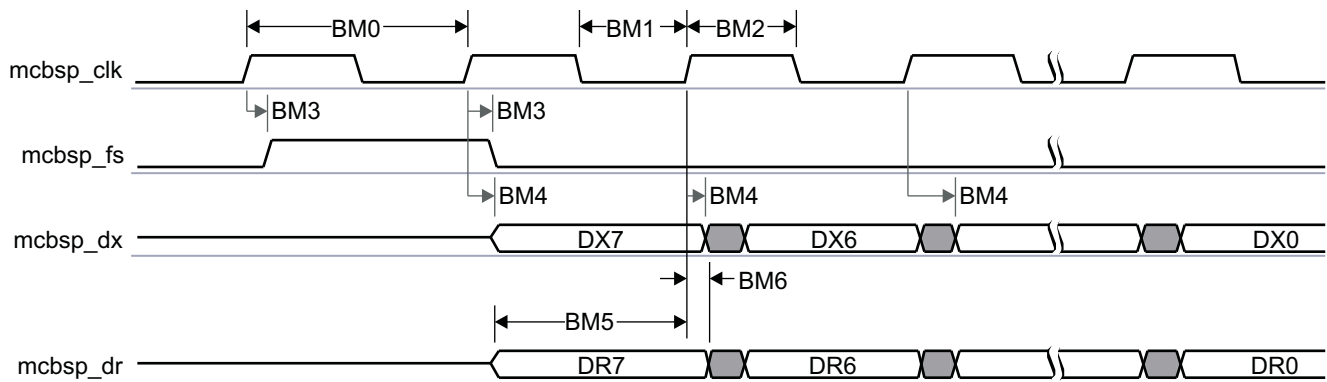 BM0 BM1 BM2
mcbsp_clk
BM3 BM3
mcbsp_fs
BM4 BM4 BM4
mcbsp_dx DX7 DX6 DX0
BM6
BM5
mcbsp_dr DR7 DR6 DR0